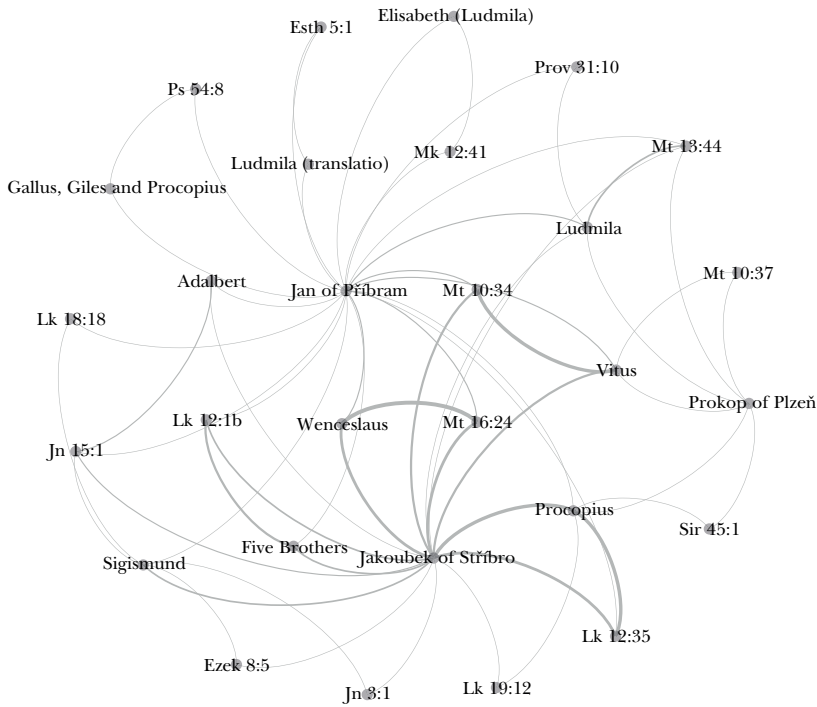 Elisabeth (Ludmila)
Esth 5:1
Prov 31:10
Ps 54:8
Mt 13:44
Mk 12:41
Ludmila (translatio)
Gallus, Giles and Procopius
Ludmila
Mt 10:37
Adalbert
Jan of Příbram
Mt 10:34
Lk 18:18
Vitus
Prokop of Plzeň
Lk 12:1b
Wenceslaus
Mt 16:24
Jn 15:1
Procopius
Sir 45:1
Five Brothers
Jakoubek of Stříbro
Sigismund
Lk 12:35
Ezek 8:5
Lk 19:12
Jn 3:1